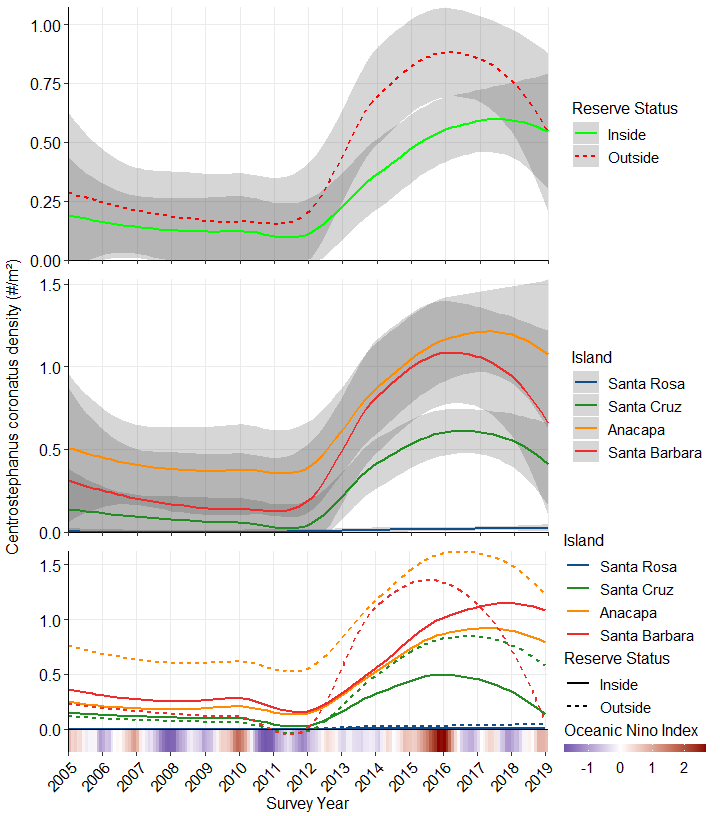 1.00
0.75
0.50
0.25
0.00
Reserve Status
Inside
Outside
Centrostephanus coronatus density (#/m²)
1.5
1.0
0.5
0.0
Island
Santa Rosa
Santa Cruz
Anacapa
Santa Barbara
1.5
1.0
0.5
0.0
Island
Santa Rosa
Santa Cruz
Anacapa
Santa Barbara
Reserve Status
Inside
Outside
Oceanic Nino Index
-1 0 1 2
2005 2006 2007 2008 2009 2010 2011 2012 2013 2014 2015 2016 2017 2018 2019
Survey Year